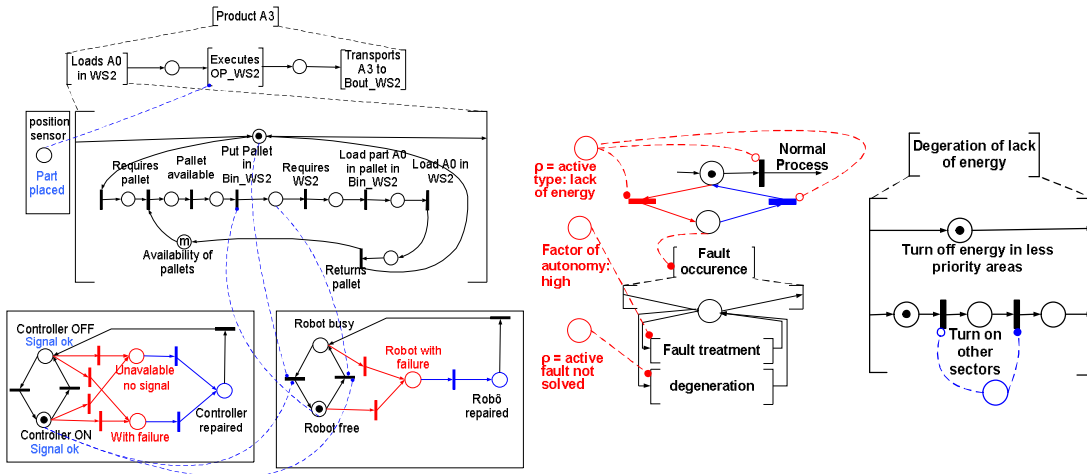 Product A3
Loads A0
in WS2
Executes
OP_WS2
Transports
A3 to
Bout_WS2
position
sensor
Part
placed
Requires
pallet
Pallet
available
Put Pallet
in
Bin_WS2
Requires
WS2
Load part A0
in pallet in
Bin_WS2
Load A0 in
WS2
m
Availability of
pallets
Returns
pallet
Controller OFF
Signal ok
Unavalable
no signal
Controller
repaired
Controller ON
Signal ok
With failure
Robot busy
Robot with
failure
Robô
repaired
Robot free
ρ = active
type: lack
of energy
Normal
Process
Factor of
autonomy:
high
Fault
occurence
ρ = active
fault not
solved
Fault treatment
degeneration
Degeration of lack
of energy
Turn off energy in less
priority areas
Turn on
other
sectors